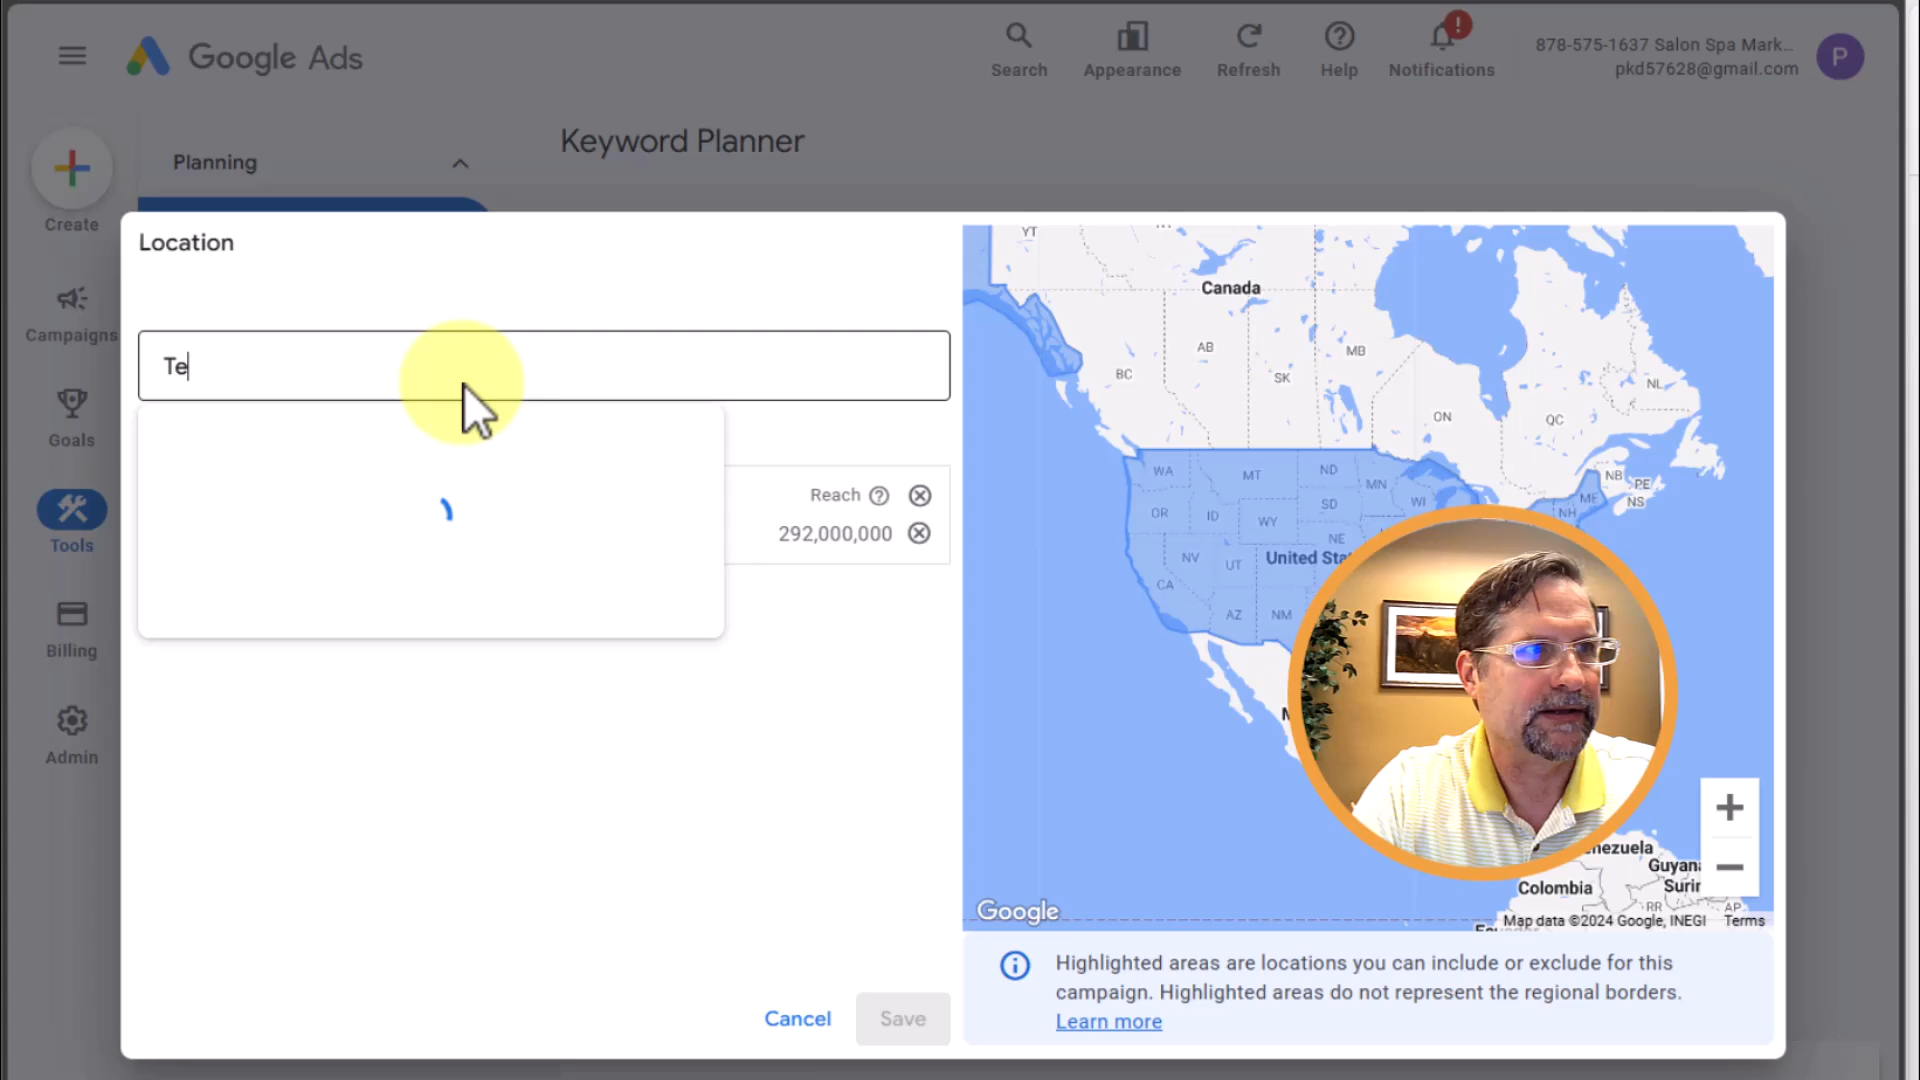 Google Ads
Search
Appearance
Refresh
Help
Notifications
!
878-575-1637 Salon Spa Mark...
pkd57628@gmail.com
P
Create
Campaigns
Goals
Tools
Billing
Admin
Planning
Keyword Planner
Location
Te
Reach
292,000,000
Cancel
Save
YT
Canada
AB
MB
BC
SK
NL
ON
QC
NB
PE
NS
WA
MT
ND
MN
ME
OR
ID
SD
WI
NH
WY
NE
NV
UT
United Sta
CA
AZ
NM
Colombia
RR
AP
Google
Map data ©2024 Google, INEGI
Terms
Highlighted areas are locations you can include or exclude for this
campaign. Highlighted areas do not represent the regional borders.
Learn more